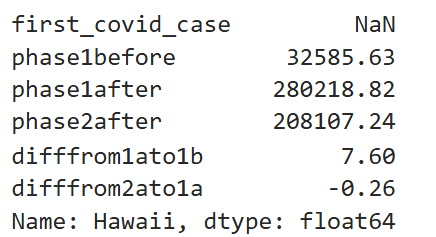 first_covid_case NaN
phase1before 32585.63
phase1after 280218.82
phase2after 208107.24
difffrom1ato1b 7.60
difffrom2ato1a -0.26
Name: Hawaii, dtype: float64